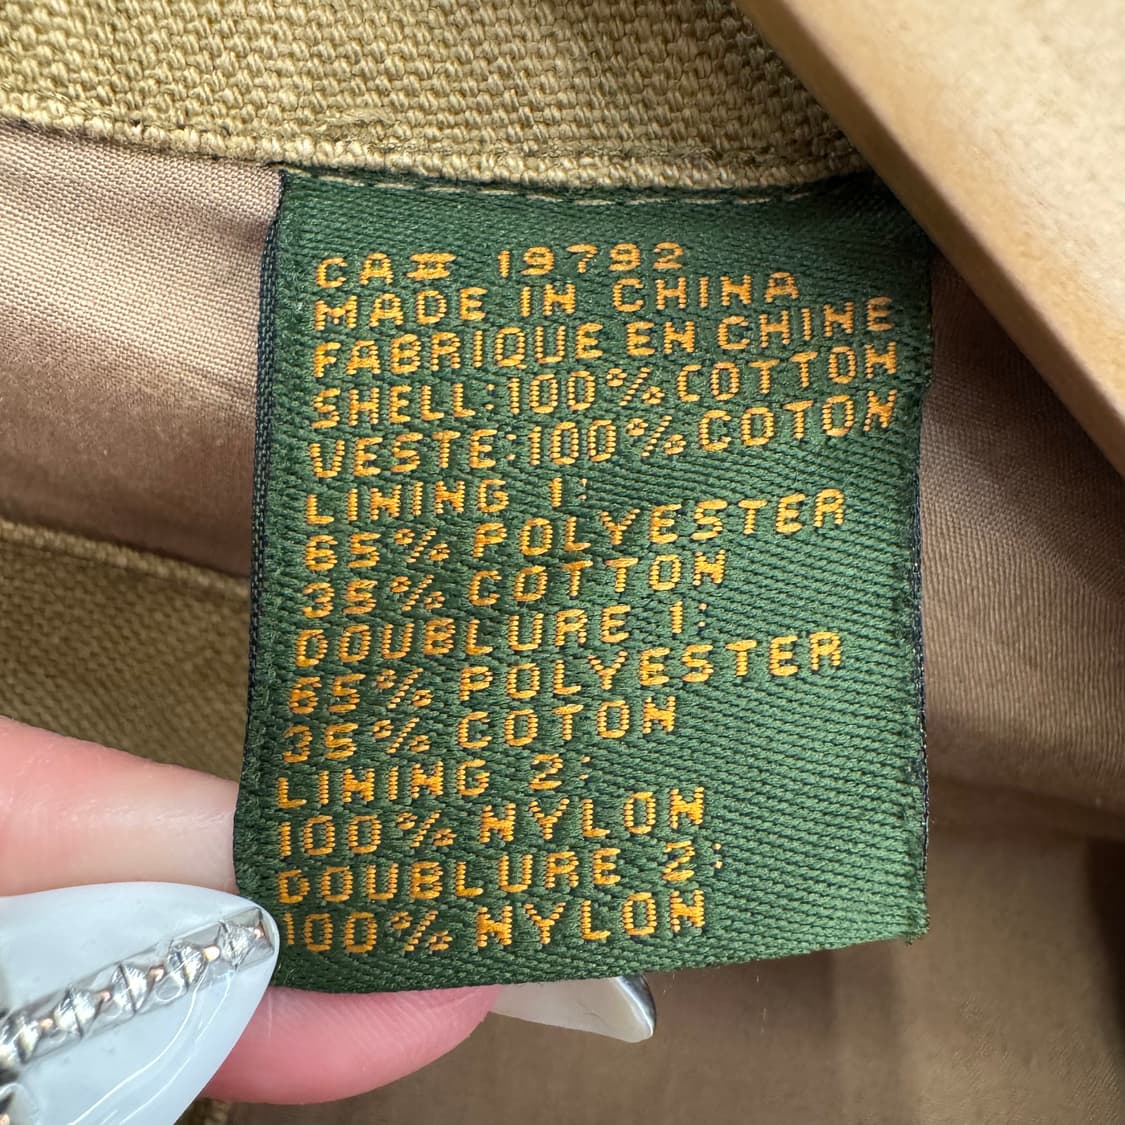 CA# 19792
MADE IN CHINA
FABRIQUE EN CHINE
SHELL:100%COTTON
VESTE:100%COTON
LINING 1:
65% POLYESTER
35% COTTON
DOUBLURE 1:
65% POLYESTER
35% COTON
LINING 2:
100% NYLON
DOUBLURE 2:
100% NYLON